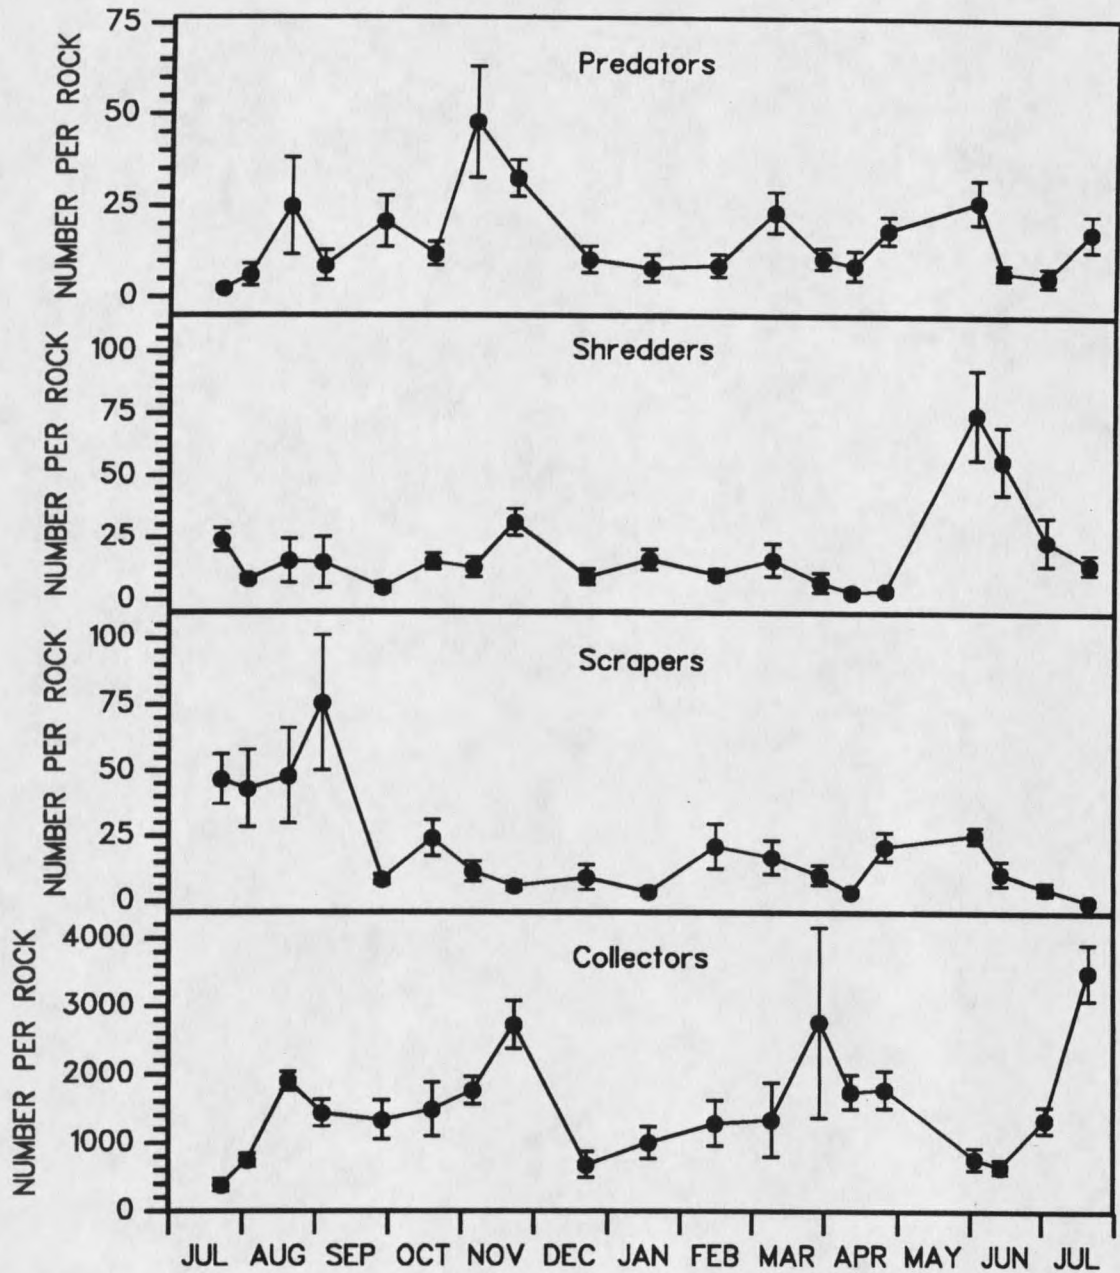 75
50
25
0
NUMBER PER ROCK
Predators
100
75
50
25
0
NUMBER PER ROCK
Shredders
100
75
50
25
0
NUMBER PER ROCK
Scrapers
4000
3000
2000
1000
0
NUMBER PER ROCK
Collectors
JUL AUG SEP OCT NOV DEC JAN FEB MAR APR MAY JUN JUL